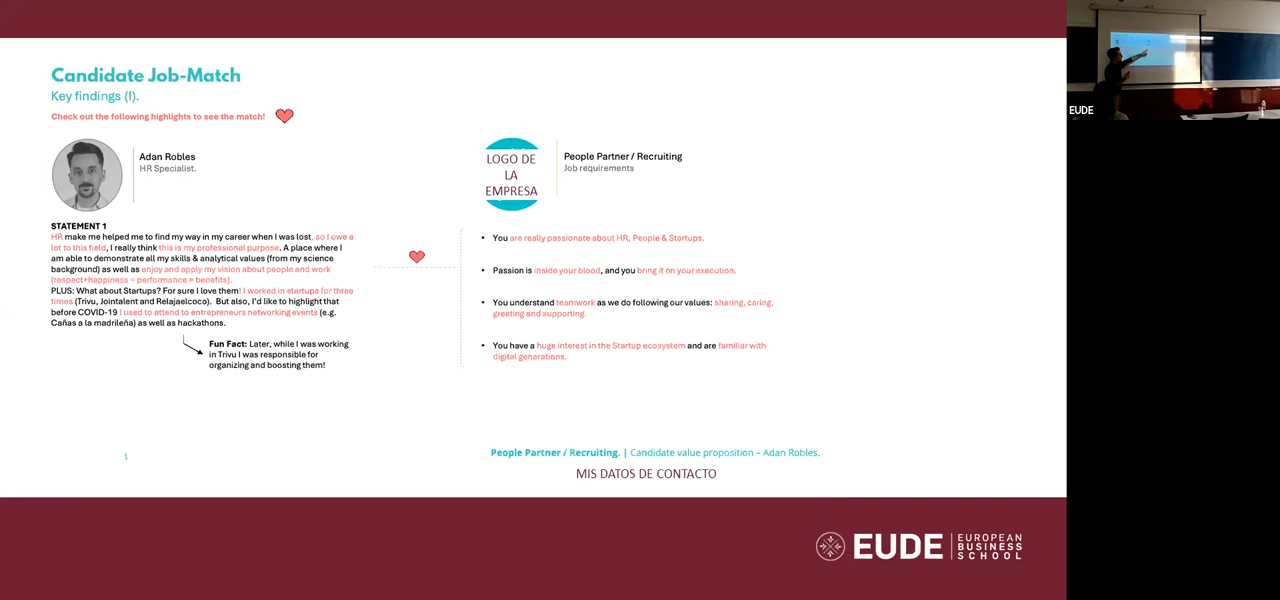 Candidate Job-Match
Key findings (I).
Check out the following highlights to see the match!
Adan Robles
HR Specialist.
STATEMENT 1
HR make me helped me to find my way in my career when I was lost, so I owe a
lot to this field, I really think this is my professional purpose. A place where I
am able to demonstrate all my skills & analytical values (from my science
background) as well as enjoy and apply my vision about people and work
(respect+happiness = performance = benefits).
PLUS: What about Startups? For sure I love them! I worked in startups for three
times (Trivu, Jointalent and Relajaelcoco). But also, I'd like to highlight that
before COVID-19 I used to attend to entrepreneurs networking events (e.g.
Cañas a la madrileña) as well as hackathons.
Fun Fact: Later, while I was working
in Trivu I was responsible for
organizing and boosting them!
LOGO DE
LA
EMPRESA
People Partner / Recruiting
Job requirements
• You are really passionate about HR, People & Startups.
• Passion is inside your blood, and you bring it on your execution.
• You understand teamwork as we do following our values: sharing, caring,
greeting and supporting.
• You have a huge interest in the Startup ecosystem and are familiar with
digital generations.
People Partner / Recruiting. | Candidate value proposition – Adan Robles.
MIS DATOS DE CONTACTO
EUDE
EUROPEAN
BUSINESS
SCHOOL
EUDE